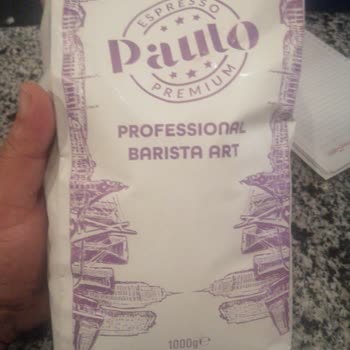 ESPRESSO
Paulo
PREMIUM
PROFESSIONAL
BARISTA ART
1000g℮